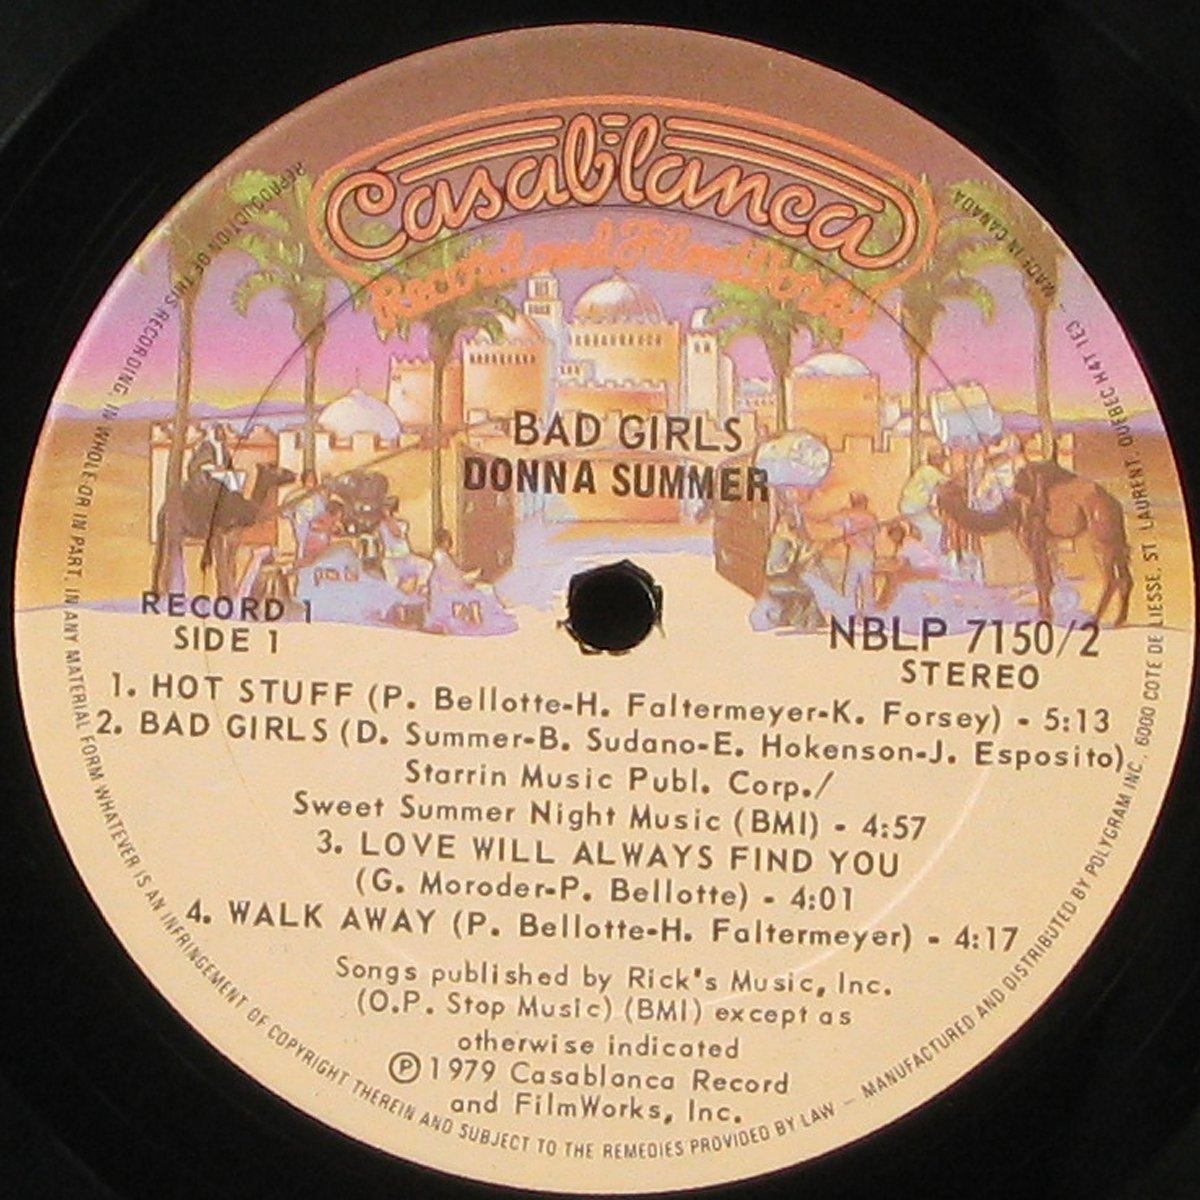 Casablanca
Record and FilmWorks
BAD GIRLS
DONNA SUMMER
RECORD 1
SIDE 1
NBLP 7150/2
STEREO
1. HOT STUFF (P. Bellotte-H. Faltermeyer-K. Forsey) - 5:13
2. BAD GIRLS (D. Summer-B. Sudano-E. Hokenson-J. Esposito)
Starrin Music Publ. Corp./
Sweet Summer Night Music (BMI) - 4:57
3. LOVE WILL ALWAYS FIND YOU
(G. Moroder-P. Bellotte) - 4:01
4. WALK AWAY (P. Bellotte-H. Faltermeyer) - 4:17
Songs published by Rick's Music, Inc.
(O.P. Stop Music) (BMI) except as
otherwise indicated
Ⓟ 1979 Casablanca Record
and FilmWorks, Inc.
REPRODUCTION OF THIS RECORDING, IN WHOLE OR IN PART, IN ANY MATERIAL FORM WHATEVER IS AN INFRINGEMENT OF COPYRIGHT THEREIN AND SUBJECT TO THE REMEDIES PROVIDED BY LAW — MANUFACTURED AND DISTRIBUTED BY POLYGRAM INC. 6000 COTE DE LIESSE, ST LAURENT, QUEBEC H4T 1E3 - MADE IN CANADA